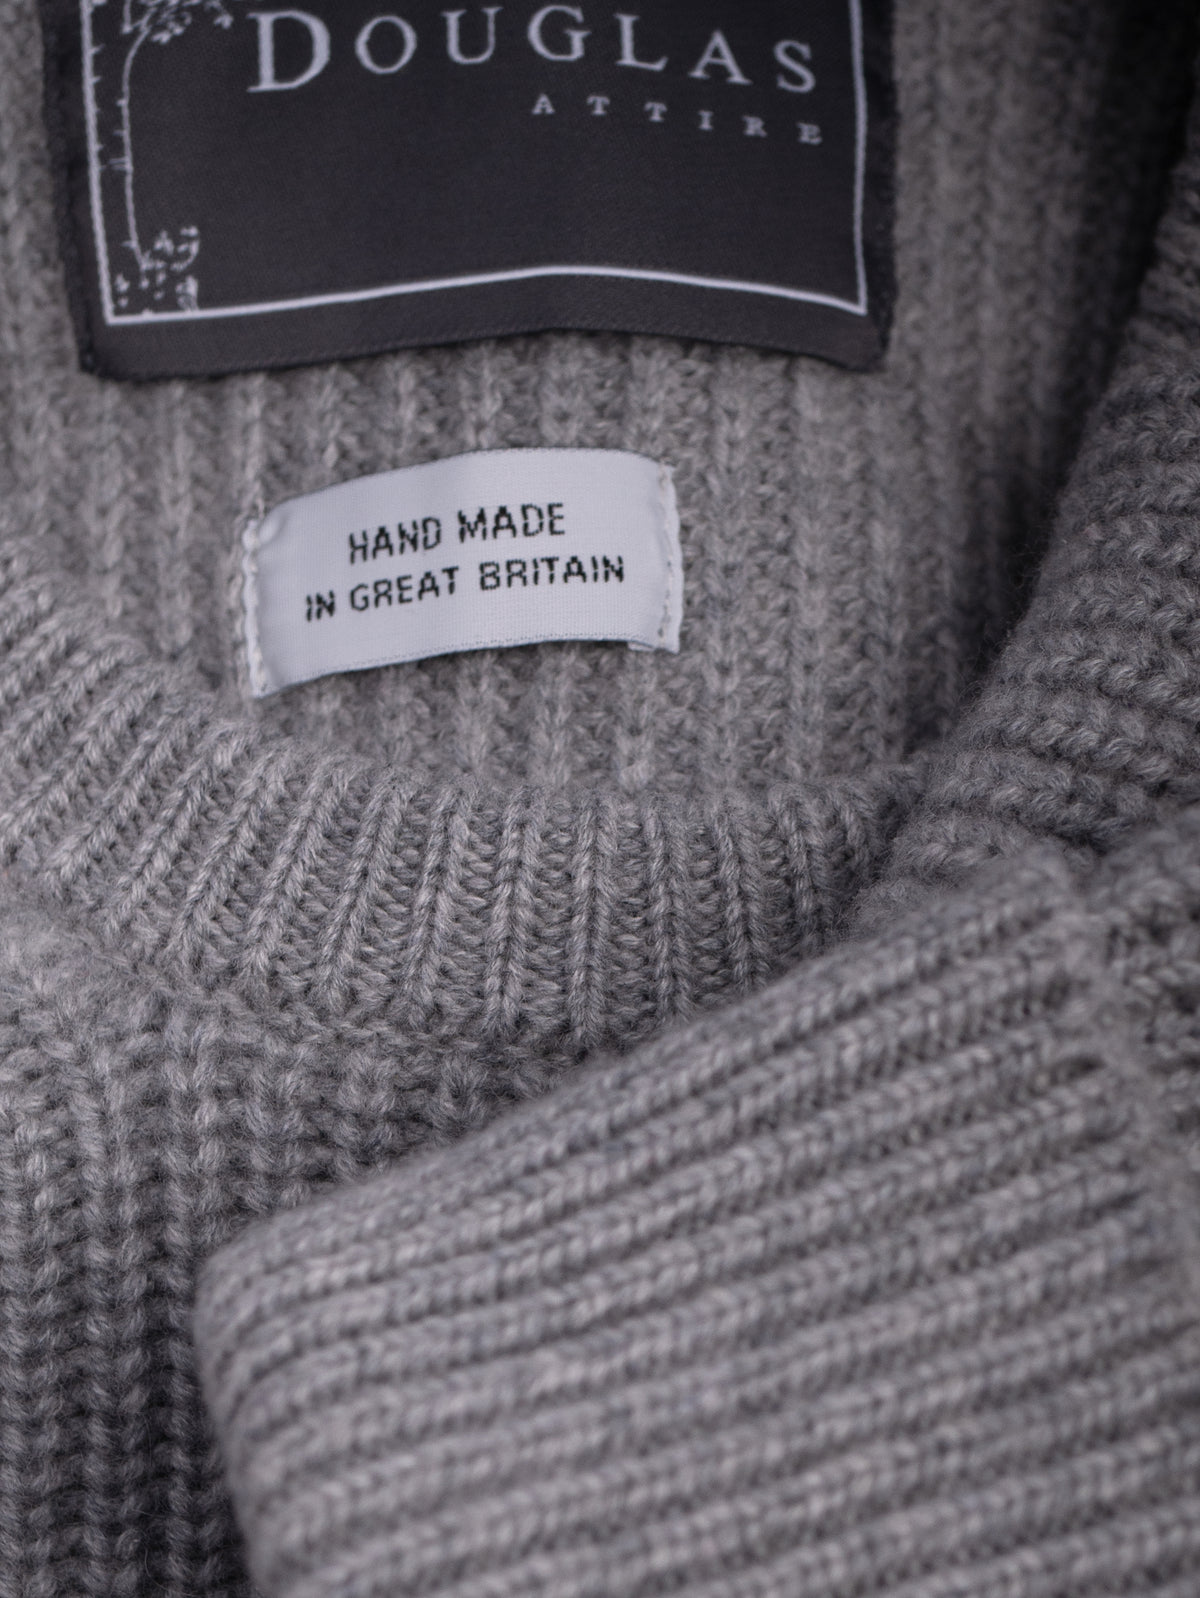 DOUGLAS
ATTIRE
HAND MADE
IN GREAT BRITAIN